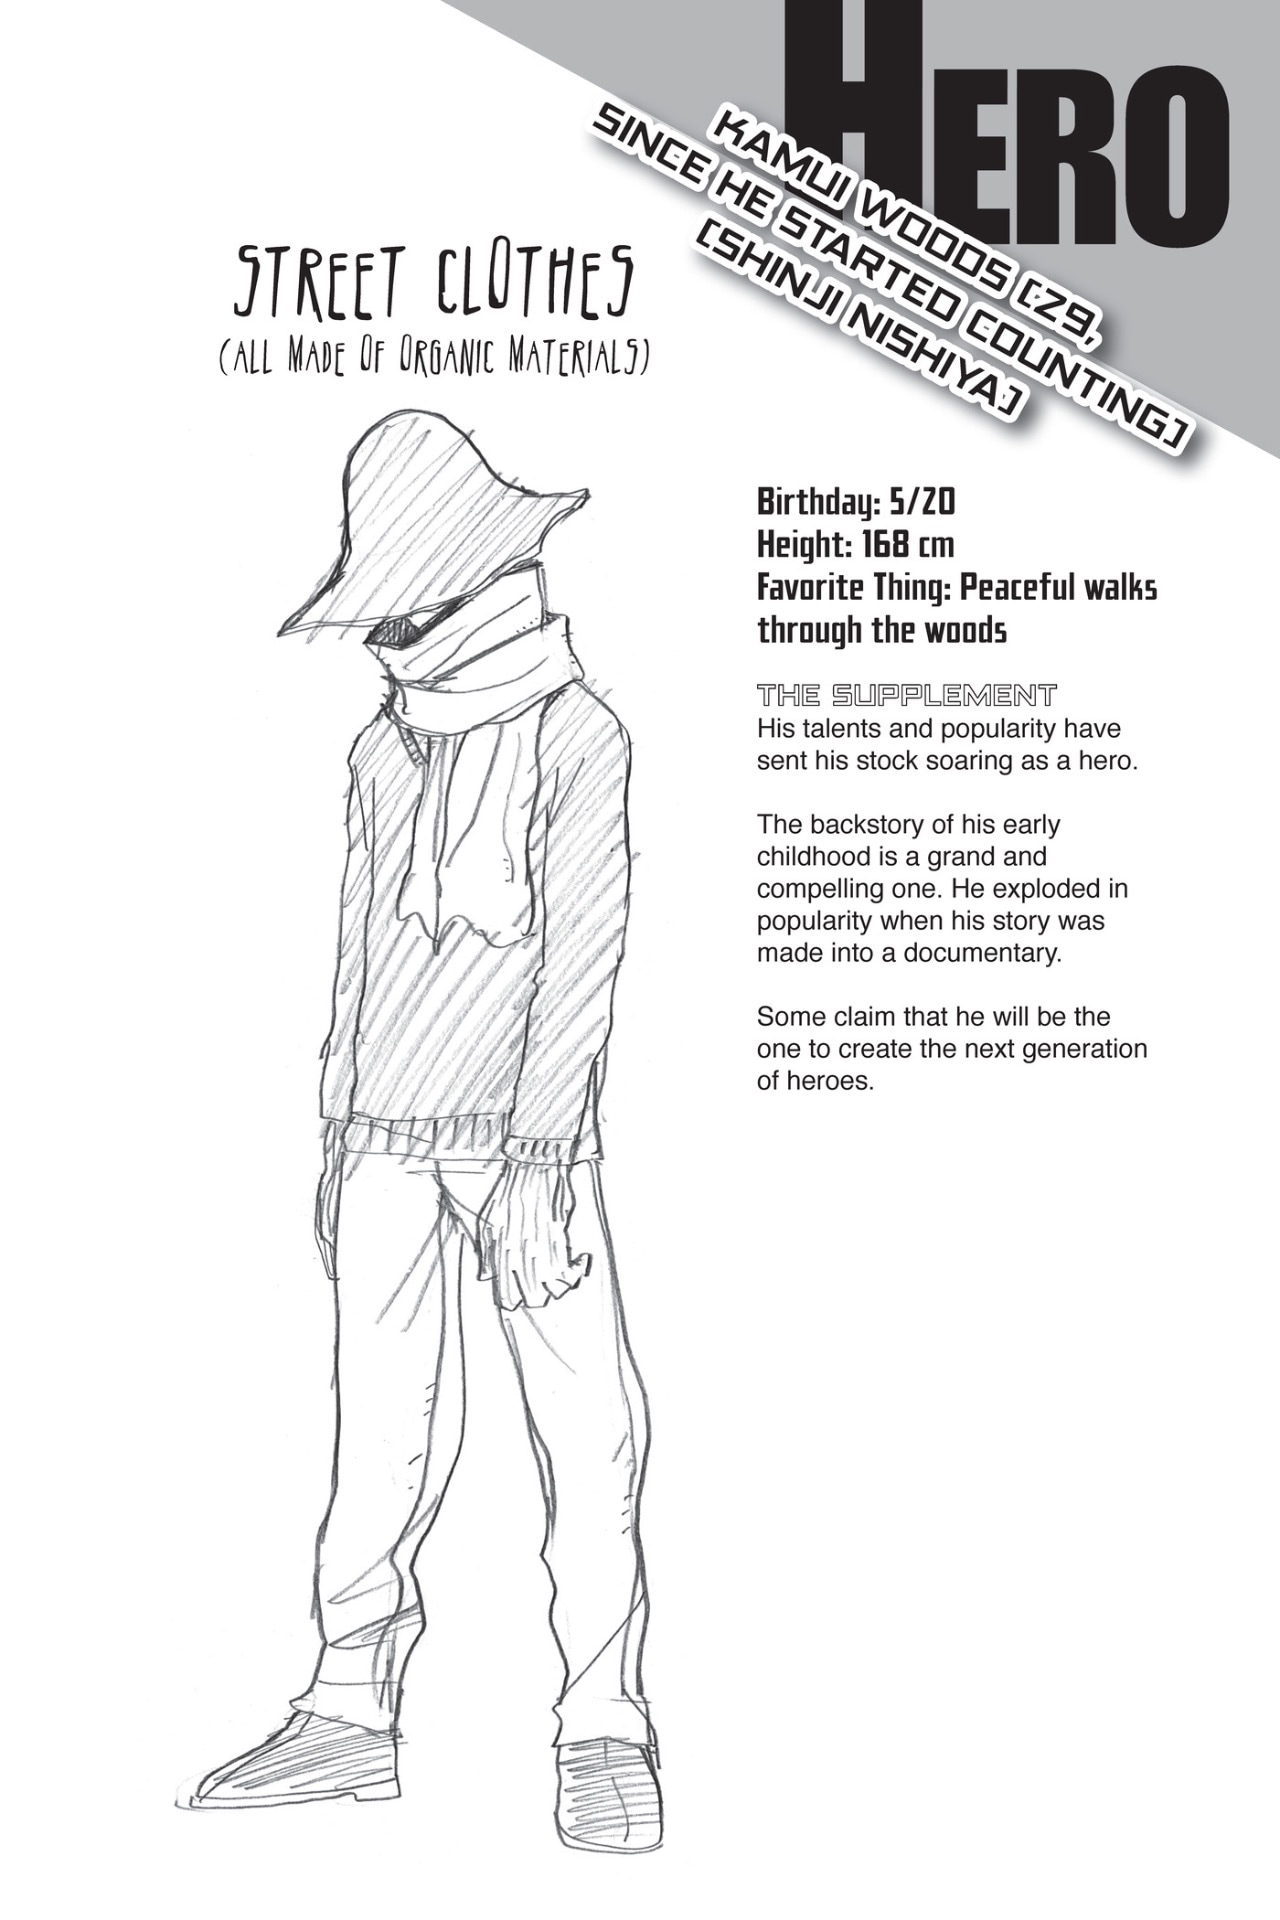 HERO
KAMUI WOODS (29,
SINCE HE STARTED COUNTING)
(SHINJI NISHIYA)
STREET CLOTHES
(ALL MADE OF ORGANIC MATERIALS)
Birthday: 5/20
Height: 168 cm
Favorite Thing: Peaceful walks
through the woods
THE SUPPLEMENT
His talents and popularity have
sent his stock soaring as a hero.
The backstory of his early
childhood is a grand and
compelling one. He exploded in
popularity when his story was
made into a documentary.
Some claim that he will be the
one to create the next generation
of heroes.